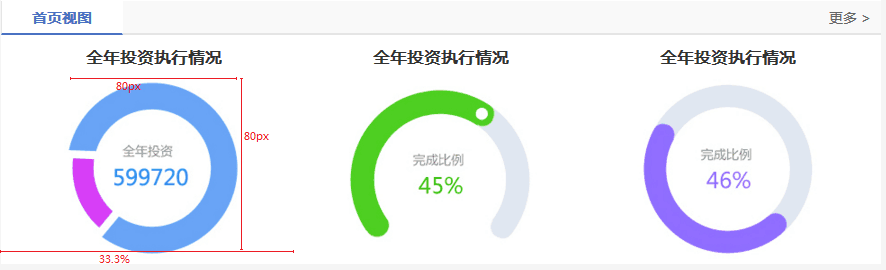 首页视图 更多 >
全年投资执行情况 全年投资执行情况 全年投资执行情况
80px
80px
全年投资 完成比例 完成比例
599720 45% 46%
33.3%